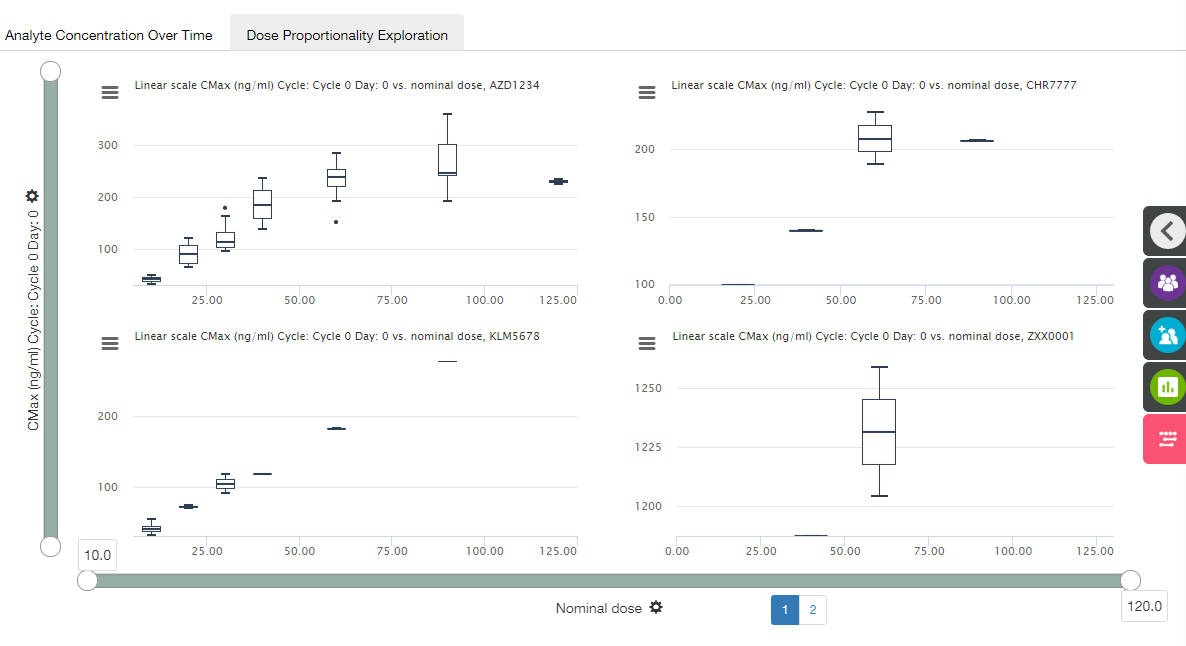 Analyte Concentration Over Time
Dose Proportionality Exploration
CMax (ng/ml) Cycle: Cycle 0 Day: 0
Linear scale CMax (ng/ml) Cycle: Cycle 0 Day: 0 vs. nominal dose, AZD1234
300
200
100
25.00 50.00 75.00 100.00 125.00
Linear scale CMax (ng/ml) Cycle: Cycle 0 Day: 0 vs. nominal dose, CHR7777
200
150
100
0.00 25.00 50.00 75.00 100.00 125.00
Linear scale CMax (ng/ml) Cycle: Cycle 0 Day: 0 vs. nominal dose, KLM5678
200
100
25.00 50.00 75.00 100.00 125.00
Linear scale CMax (ng/ml) Cycle: Cycle 0 Day: 0 vs. nominal dose, ZXX0001
1250
1225
1200
0.00 25.00 50.00 75.00 100.00 125.00
10.0
Nominal dose
1 2
120.0